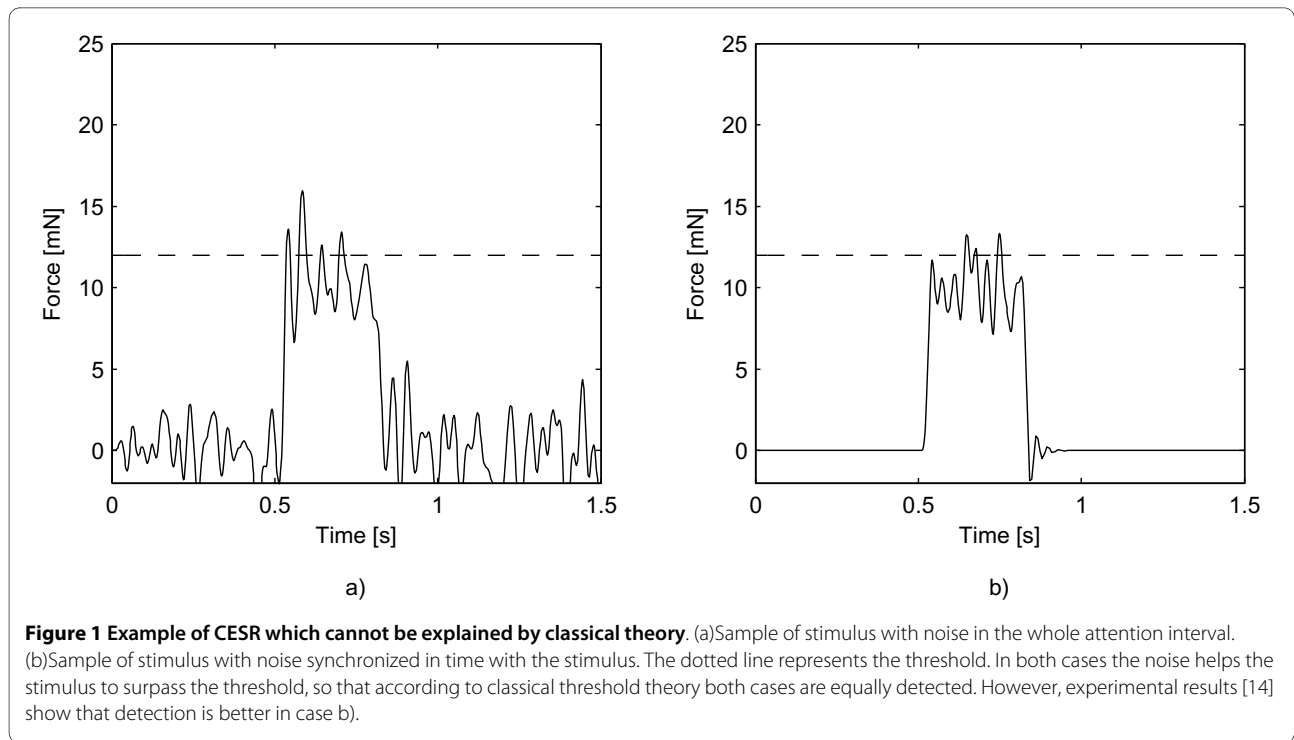 25
20
15
10
5
0
Force [mN]
0
0.5
1
1.5
Time [s]
a)
25
20
15
10
5
0
Force [mN]
0
0.5
1
1.5
Time [s]
b)
Figure 1 Example of CESR which cannot be explained by classical theory. (a)Sample of stimulus with noise in the whole attention interval.
(b)Sample of stimulus with noise synchronized in time with the stimulus. The dotted line represents the threshold. In both cases the noise helps the
stimulus to surpass the threshold, so that according to classical threshold theory both cases are equally detected. However, experimental results [14]
show that detection is better in case b).